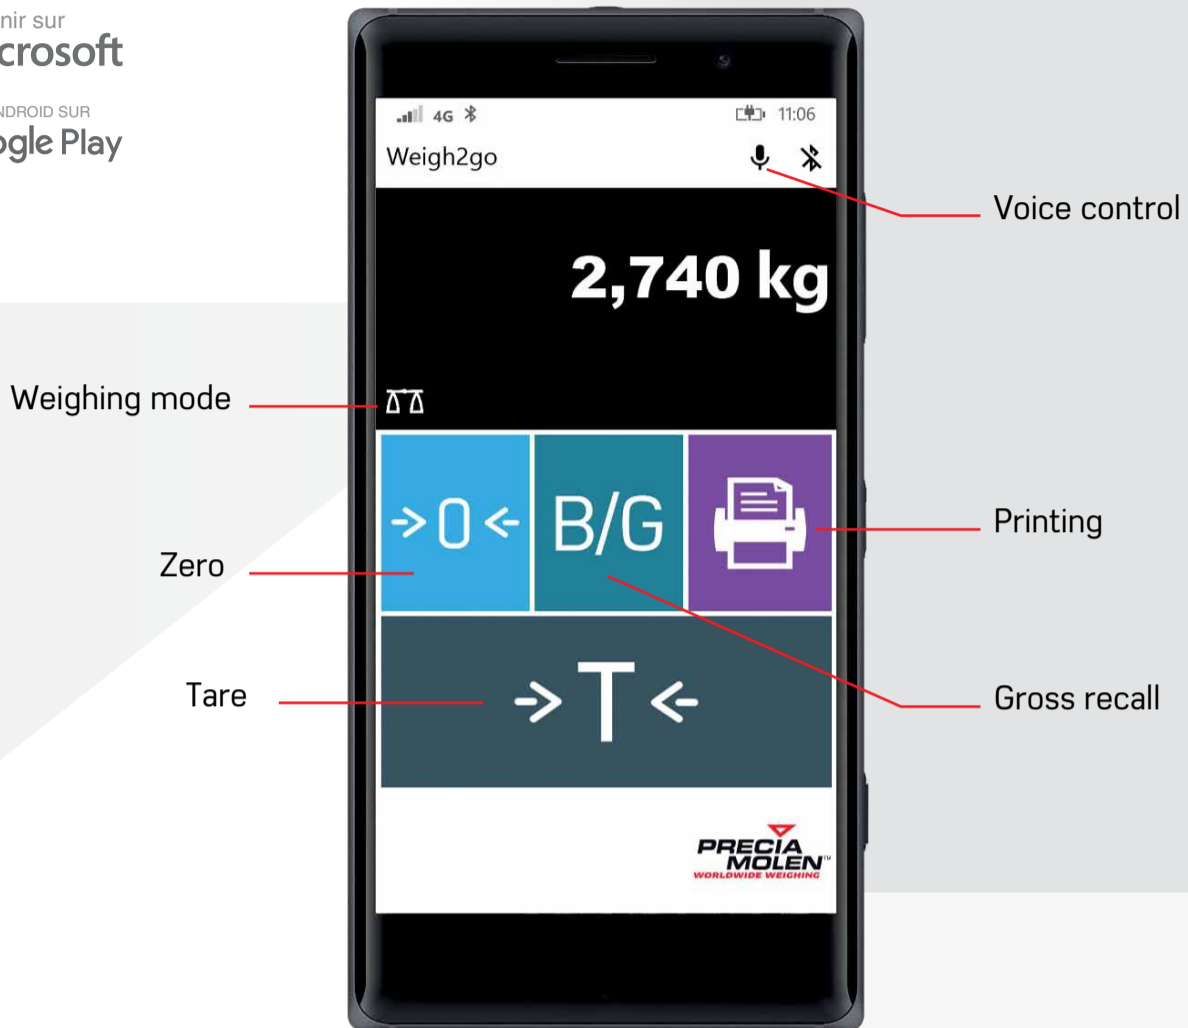 nir sur
crosoft
NDROID SUR
ogle Play
4G 11:06
Weigh2go
Voice control
2,740 kg
Weighing mode
→0← B/G
Zero
Printing
→T←
Tare
Gross recall
PRECIA
MOLEN™
WORLDWIDE WEIGHING